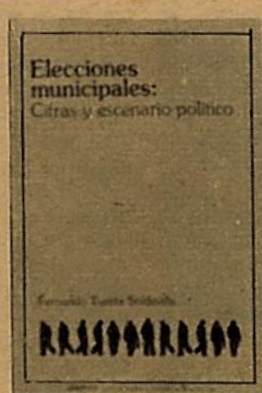 Elecciones
municipales:
Cifras y escenario político
Fernando Tuesta Soldevilla